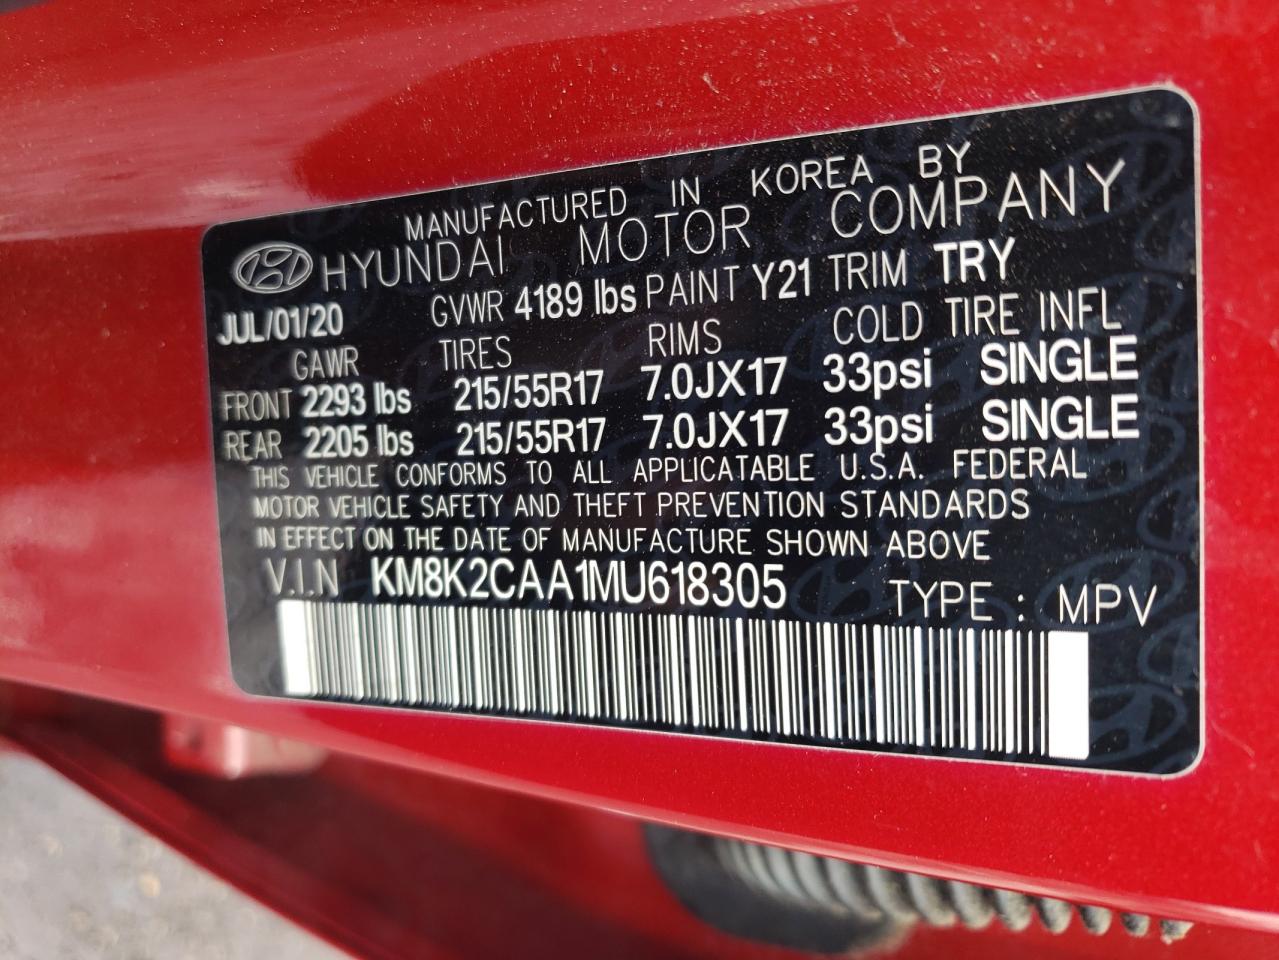 MANUFACTURED IN KOREA BY
HYUNDAI MOTOR COMPANY
JUL/01/20 GVWR 4189 lbs PAINT Y21 TRIM TRY
GAWR TIRES RIMS COLD TIRE INFL
FRONT 2293 lbs 215/55R17 7.0JX17 33psi SINGLE
REAR 2205 lbs 215/55R17 7.0JX17 33psi SINGLE
THIS VEHICLE CONFORMS TO ALL APPLICATABLE U.S.A. FEDERAL
MOTOR VEHICLE SAFETY AND THEFT PREVENTION STANDARDS
IN EFFECT ON THE DATE OF MANUFACTURE SHOWN ABOVE
V.I.N KM8K2CAA1MU618305 TYPE : MPV